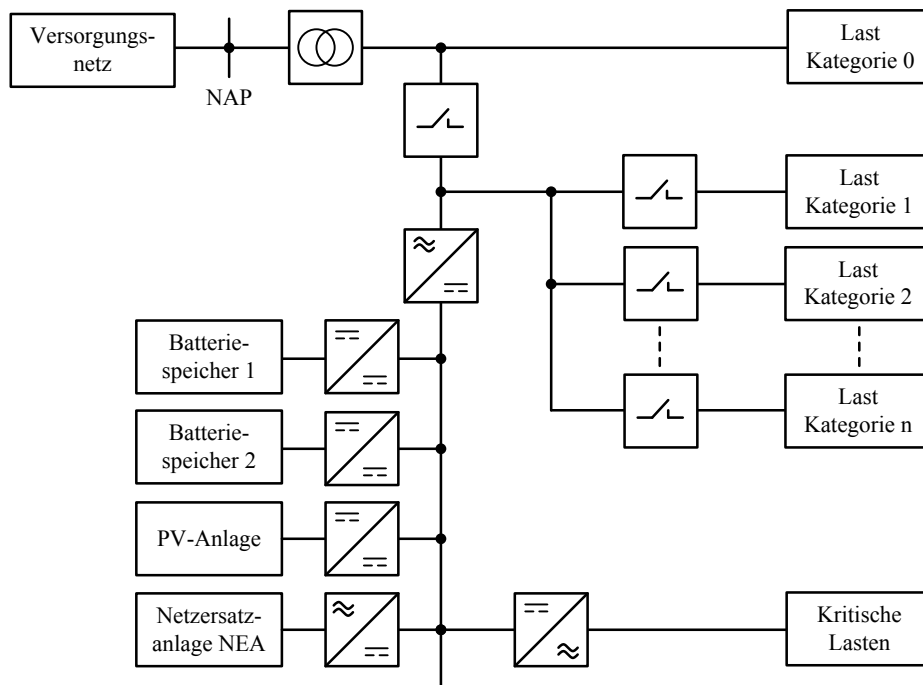 Versorgungs-
netz
NAP
Last
Kategorie 0
Last
Kategorie 1
Last
Kategorie 2
Last
Kategorie n
Batterie-
speicher 1
Batterie-
speicher 2
PV-Anlage
Netzersatz-
anlage NEA
Kritische
Lasten